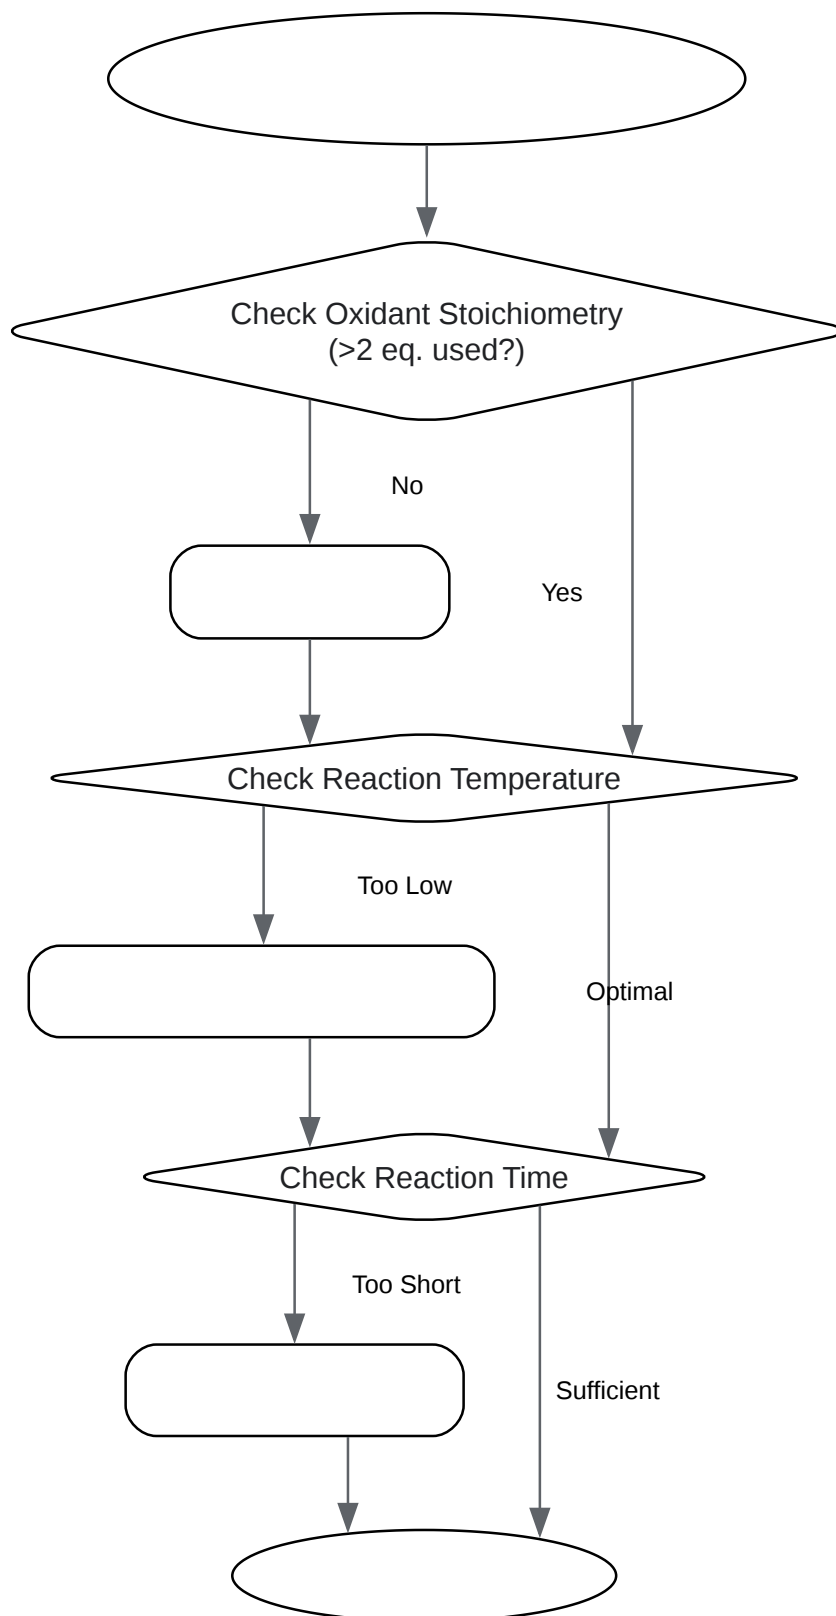 Check Oxidant Stoichiometry
(>2 eq. used?)
No
Yes
Check Reaction Temperature
Too Low
Optimal
Check Reaction Time
Too Short
Sufficient